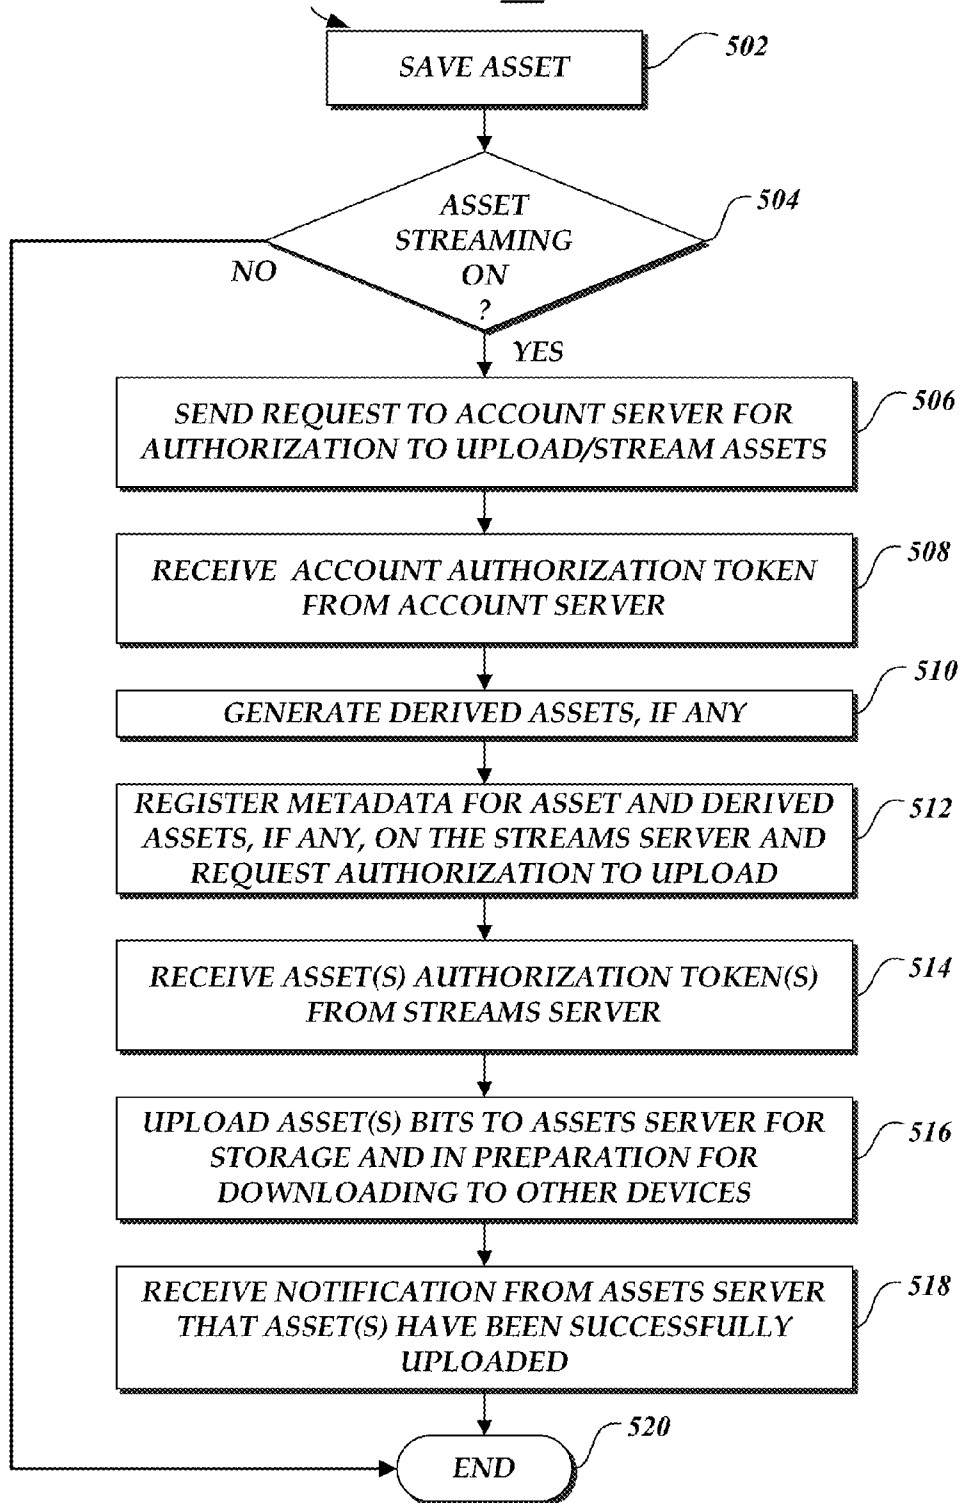 SAVE ASSET
502
ASSET
STREAMING
ON
?
504
NO
YES
SEND REQUEST TO ACCOUNT SERVER FOR
AUTHORIZATION TO UPLOAD/STREAM ASSETS
506
RECEIVE ACCOUNT AUTHORIZATION TOKEN
FROM ACCOUNT SERVER
508
GENERATE DERIVED ASSETS, IF ANY
510
REGISTER METADATA FOR ASSET AND DERIVED
ASSETS, IF ANY, ON THE STREAMS SERVER AND
REQUEST AUTHORIZATION TO UPLOAD
512
RECEIVE ASSET(S) AUTHORIZATION TOKEN(S)
FROM STREAMS SERVER
514
UPLOAD ASSET(S) BITS TO ASSETS SERVER FOR
STORAGE AND IN PREPARATION FOR
DOWNLOADING TO OTHER DEVICES
516
RECEIVE NOTIFICATION FROM ASSETS SERVER
THAT ASSET(S) HAVE BEEN SUCCESSFULLY
UPLOADED
518
END
520